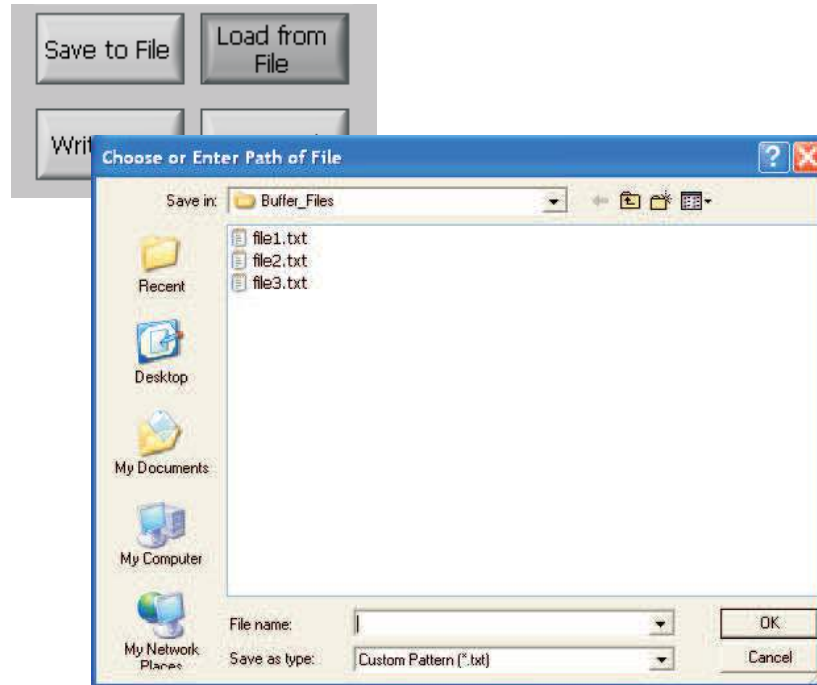 Save to File
Load from
File
Writ
Choose or Enter Path of File
Save in:
Buffer_Files
file1.txt
file2.txt
file3.txt
Recent
Desktop
My Documents
My Computer
My Network
Places
File name:
Save as type:
Custom Pattern (*.txt)
OK
Cancel